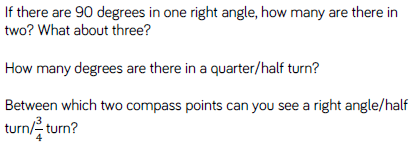 If there are 90 degrees in one right angle, how many are there in
two? What about three?
How many degrees are there in a quarter/half turn?
Between which two compass points can you see a right angle/half
turn/¾ turn?